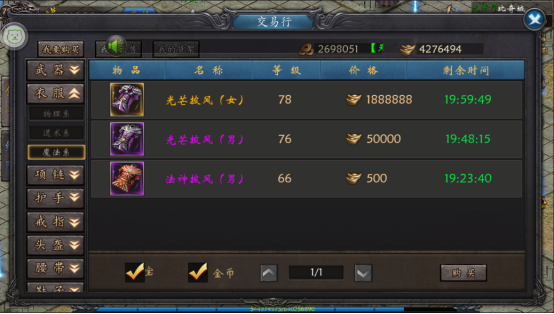 交易行
我要购买
我的货架
2698051
4276494
武器
衣服
物理系
道术系
魔法系
项链
护手
戒指
头盔
腰带
物品 名称 等级 价格 剩余时间
光芒披风(女) 78 1888888 19:59:49
光芒披风(男) 76 50000 19:48:15
法神披风(男) 66 500 19:23:40
金币
1/1
购买